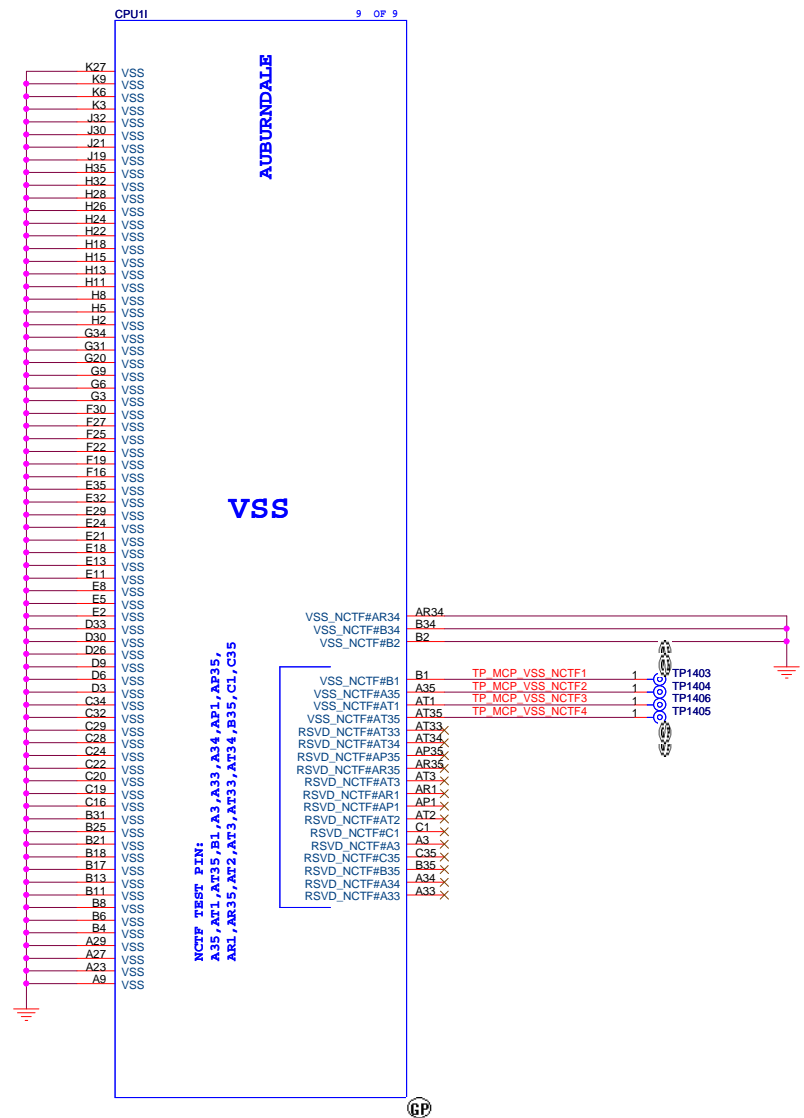 CPU1I
9 OF 9
AUBURNDALE
VSS
K27 VSS
K9 VSS
K6 VSS
K3 VSS
J32 VSS
J30 VSS
J21 VSS
J19 VSS
H35 VSS
H32 VSS
H28 VSS
H26 VSS
H24 VSS
H22 VSS
H18 VSS
H15 VSS
H13 VSS
H11 VSS
H8 VSS
H5 VSS
H2 VSS
G34 VSS
G31 VSS
G20 VSS
G9 VSS
G6 VSS
G3 VSS
F30 VSS
F27 VSS
F25 VSS
F22 VSS
F19 VSS
F16 VSS
E35 VSS
E32 VSS
E29 VSS
E24 VSS
E21 VSS
E18 VSS
E13 VSS
E11 VSS
E8 VSS
E5 VSS
E2 VSS
D33 VSS
D30 VSS
D26 VSS
D9 VSS
D6 VSS
D3 VSS
C34 VSS
C32 VSS
C29 VSS
C28 VSS
C24 VSS
C22 VSS
C20 VSS
C19 VSS
C16 VSS
B31 VSS
B25 VSS
B21 VSS
B18 VSS
B17 VSS
B13 VSS
B11 VSS
B8 VSS
B6 VSS
B4 VSS
A29 VSS
A27 VSS
A23 VSS
A9 VSS
NCTF TEST PIN:
A35,AT1,AT35,B1,A3,A33,A34,AP1,AP35,
AR1,AR35,AT2,AT3,AT33,AT34,B35,C1,C35
VSS_NCTF#AR34 AR34
VSS_NCTF#B34 B34
VSS_NCTF#B2 B2
VSS_NCTF#B1 B1 TP_MCP_VSS_NCTF1 1 TP1403
VSS_NCTF#A35 A35 TP_MCP_VSS_NCTF2 1 TP1404
VSS_NCTF#AT1 AT1 TP_MCP_VSS_NCTF3 1 TP1406
VSS_NCTF#AT35 AT35 TP_MCP_VSS_NCTF4 1 TP1405
RSVD_NCTF#AT33 AT33
RSVD_NCTF#AT34 AT34
RSVD_NCTF#AP35 AP35
RSVD_NCTF#AR35 AR35
RSVD_NCTF#AT3 AT3
RSVD_NCTF#AR1 AR1
RSVD_NCTF#AP1 AP1
RSVD_NCTF#AT2 AT2
RSVD_NCTF#C1 C1
RSVD_NCTF#A3 A3
RSVD_NCTF#C35 C35
RSVD_NCTF#B35 B35
RSVD_NCTF#A34 A34
RSVD_NCTF#A33 A33
GP